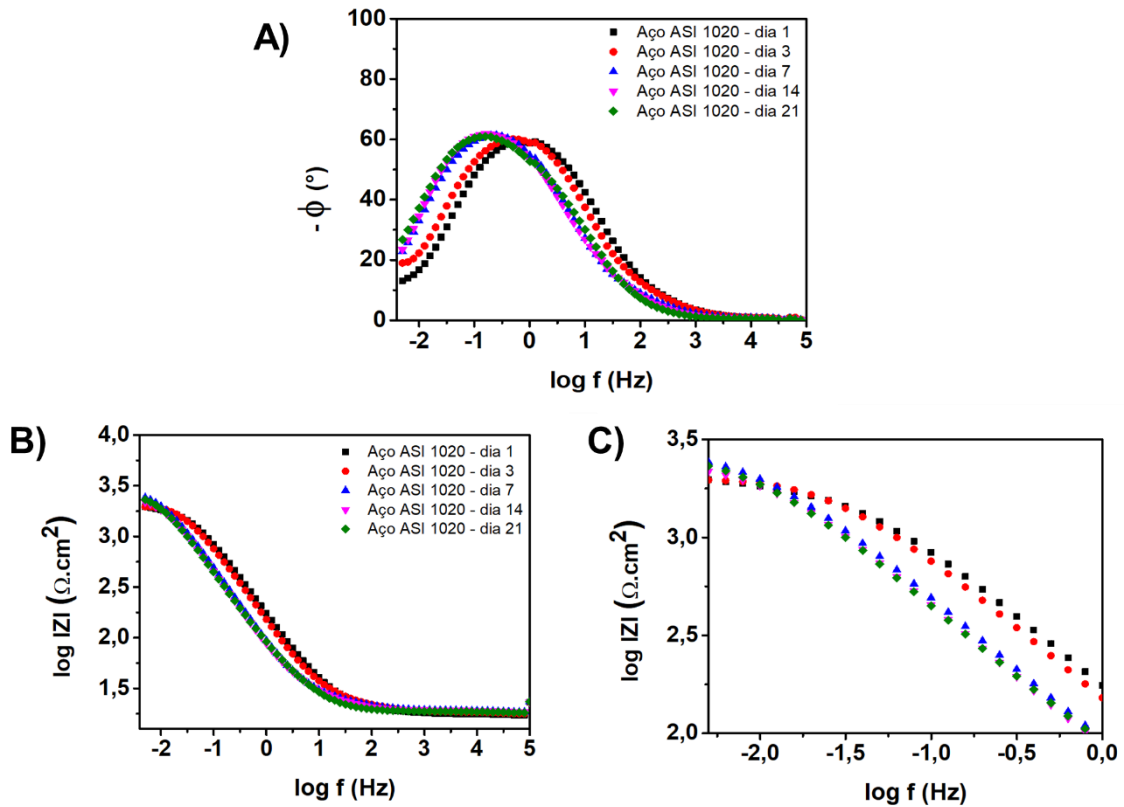 A)
100
80
60
40
20
0
- ϕ (°)
Aço ASI 1020 - dia 1
Aço ASI 1020 - dia 3
Aço ASI 1020 - dia 7
Aço ASI 1020 - dia 14
Aço ASI 1020 - dia 21
-2 -1 0 1 2 3 4 5
log f (Hz)
B)
4,0
3,5
3,0
2,5
2,0
1,5
log IZI (Ω.cm²)
Aço ASI 1020 - dia 1
Aço ASI 1020 - dia 3
Aço ASI 1020 - dia 7
Aço ASI 1020 - dia 14
Aço ASI 1020 - dia 21
-2 -1 0 1 2 3 4 5
log f (Hz)
C)
3,5
3,0
2,5
2,0
log IZI (Ω.cm²)
-2,0 -1,5 -1,0 -0,5 0,0
log f (Hz)